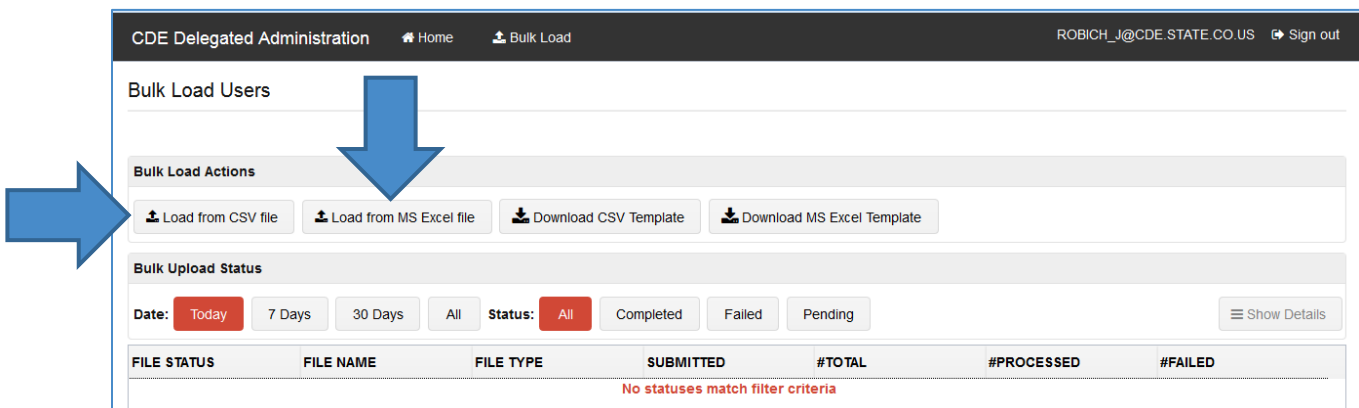 CDE Delegated Administration Home Bulk Load ROBICH_J@CDE.STATE.CO.US Sign out
Bulk Load Users
Bulk Load Actions
Load from CSV file Load from MS Excel file Download CSV Template Download MS Excel Template
Bulk Upload Status
Date: Today 7 Days 30 Days All Status: All Completed Failed Pending Show Details
FILE STATUS FILE NAME FILE TYPE SUBMITTED #TOTAL #PROCESSED #FAILED
No statuses match filter criteria